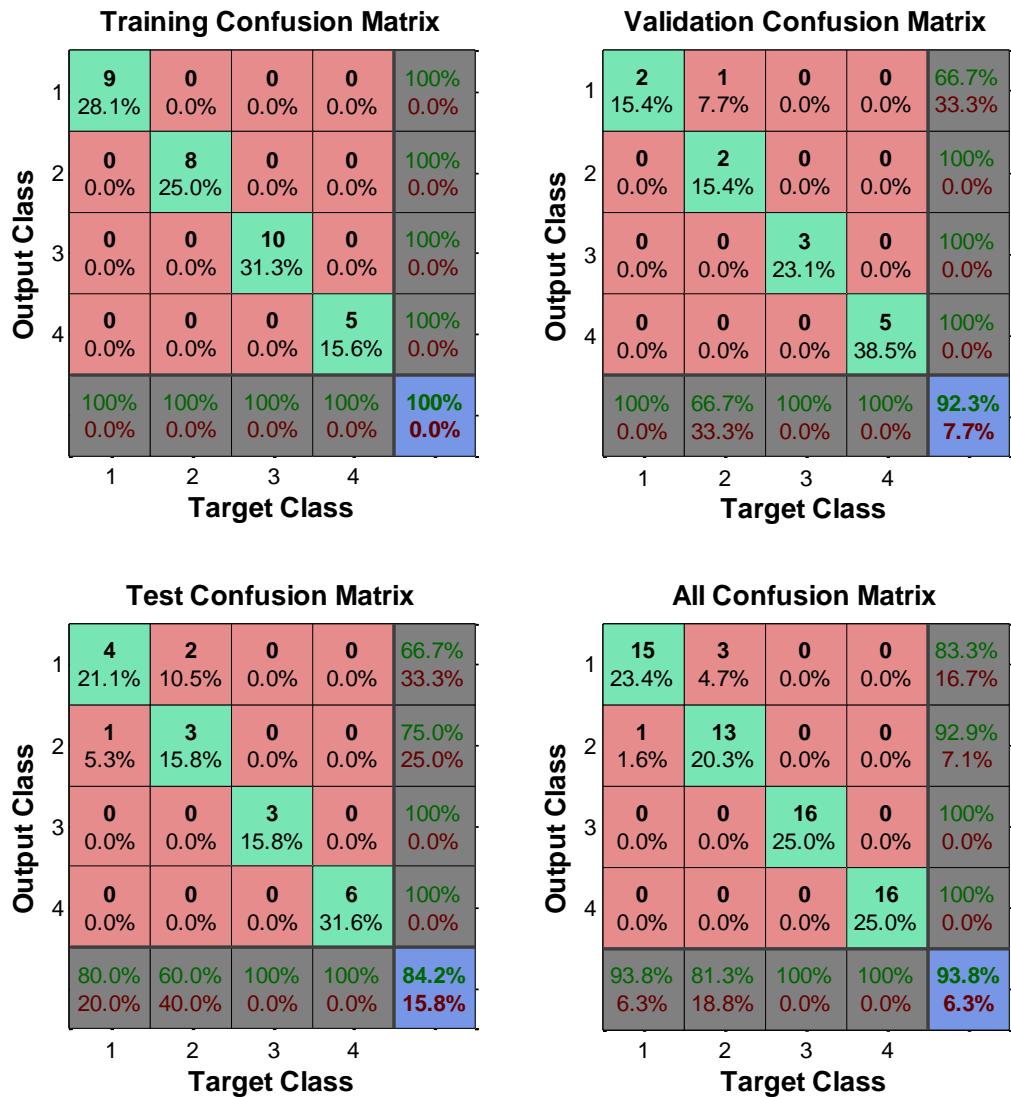 Training Confusion Matrix
9 0 0 0 100%
1
28.1% 0.0% 0.0% 0.0% 0.0%
0 8 0 0 100%
2
0.0% 25.0% 0.0% 0.0% 0.0%
0 0 10 0 100%
3
0.0% 0.0% 31.3% 0.0% 0.0%
0 0 0 5 100%
4
0.0% 0.0% 0.0% 15.6% 0.0%
100% 100% 100% 100% 100%
0.0% 0.0% 0.0% 0.0% 0.0%
1 2 3 4
Target Class
Output Class
Validation Confusion Matrix
2 1 0 0 66.7%
1
15.4% 7.7% 0.0% 0.0% 33.3%
0 2 0 0 100%
2
0.0% 15.4% 0.0% 0.0% 0.0%
0 0 3 0 100%
3
0.0% 0.0% 23.1% 0.0% 0.0%
0 0 0 5 100%
4
0.0% 0.0% 0.0% 38.5% 0.0%
100% 66.7% 100% 100% 92.3%
0.0% 33.3% 0.0% 0.0% 7.7%
1 2 3 4
Target Class
Output Class
Test Confusion Matrix
4 2 0 0 66.7%
1
21.1% 10.5% 0.0% 0.0% 33.3%
1 3 0 0 75.0%
2
5.3% 15.8% 0.0% 0.0% 25.0%
0 0 3 0 100%
3
0.0% 0.0% 15.8% 0.0% 0.0%
0 0 0 6 100%
4
0.0% 0.0% 0.0% 31.6% 0.0%
80.0% 60.0% 100% 100% 84.2%
20.0% 40.0% 0.0% 0.0% 15.8%
1 2 3 4
Target Class
Output Class
All Confusion Matrix
15 3 0 0 83.3%
1
23.4% 4.7% 0.0% 0.0% 16.7%
1 13 0 0 92.9%
2
1.6% 20.3% 0.0% 0.0% 7.1%
0 0 16 0 100%
3
0.0% 0.0% 25.0% 0.0% 0.0%
0 0 0 16 100%
4
0.0% 0.0% 0.0% 25.0% 0.0%
93.8% 81.3% 100% 100% 93.8%
6.3% 18.8% 0.0% 0.0% 6.3%
1 2 3 4
Target Class
Output Class